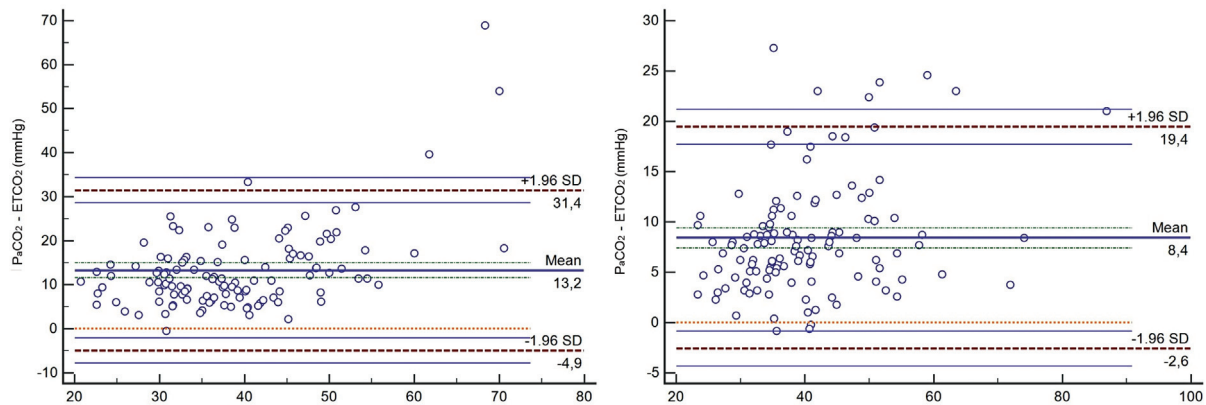 70
60
50
40
30
20
10
0
-10
PaCO2 - ETCO2 (mmHg)
+1.96 SD
31,4
Mean
13,2
-1.96 SD
-4,9
20 30 40 50 60 70 80
30
25
20
15
10
5
0
-5
PaCO2 - ETCO2 (mmHg)
+1.96 SD
19,4
Mean
8,4
-1.96 SD
-2,6
20 40 60 80 100